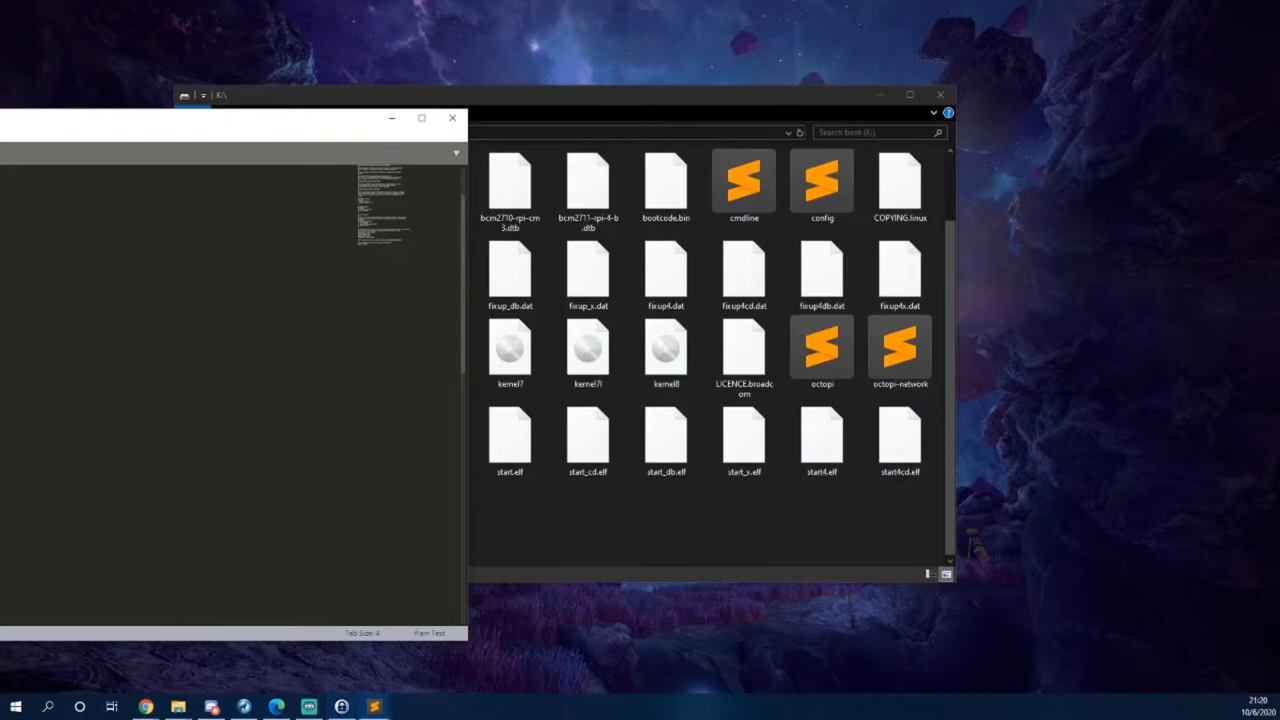 K:\
Search boot (K:)
bcm2710-rpi-cm
3.dtb
bcm2711-rpi-4-b
.dtb
bootcode.bin
cmdline
config
COPYING.linux
fixup_db.dat
fixup_x.dat
fixup4.dat
fixup4cd.dat
fixup4db.dat
fixup4x.dat
kernel7
kernel7l
kernel8
LICENCE.broadc
om
octopi
octopi-network
start.elf
start_cd.elf
start_db.elf
start_x.elf
start4.elf
start4cd.elf
Tab Size: 4
Plain Text
21:20
10/6/2020